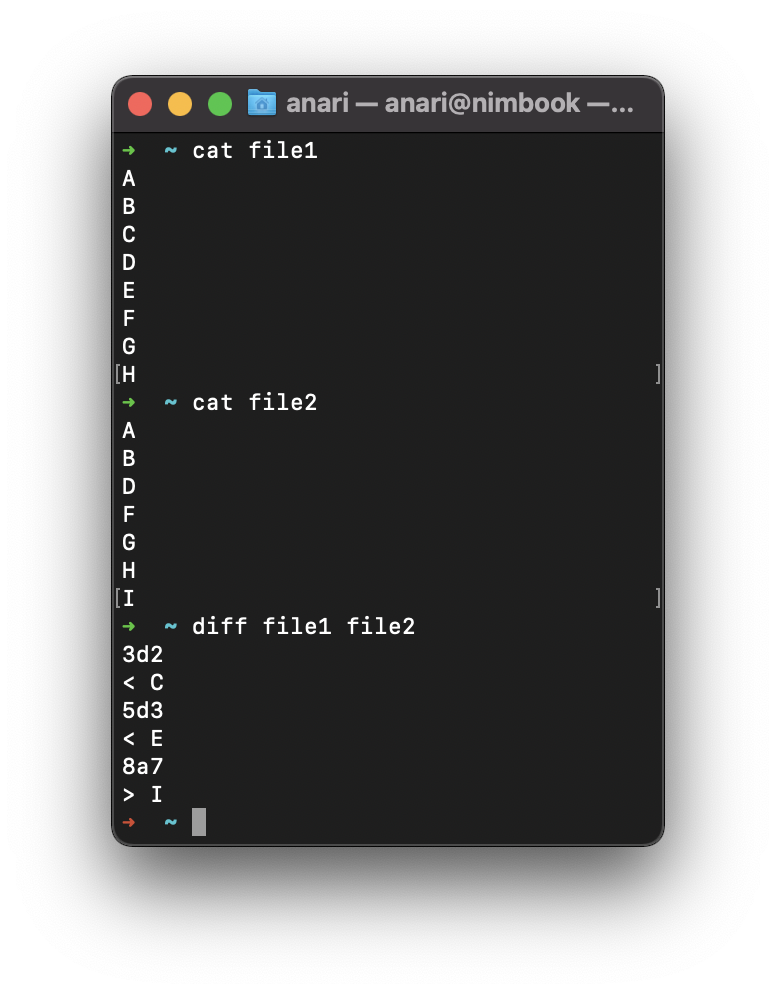 anari — anari@nimbook —...
➜  ~ cat file1
A
B
C
D
E
F
G
[H ]
➜  ~ cat file2
A
B
D
F
G
H
[I ]
➜  ~ diff file1 file2
3d2
< C
5d3
< E
8a7
> I
➜  ~